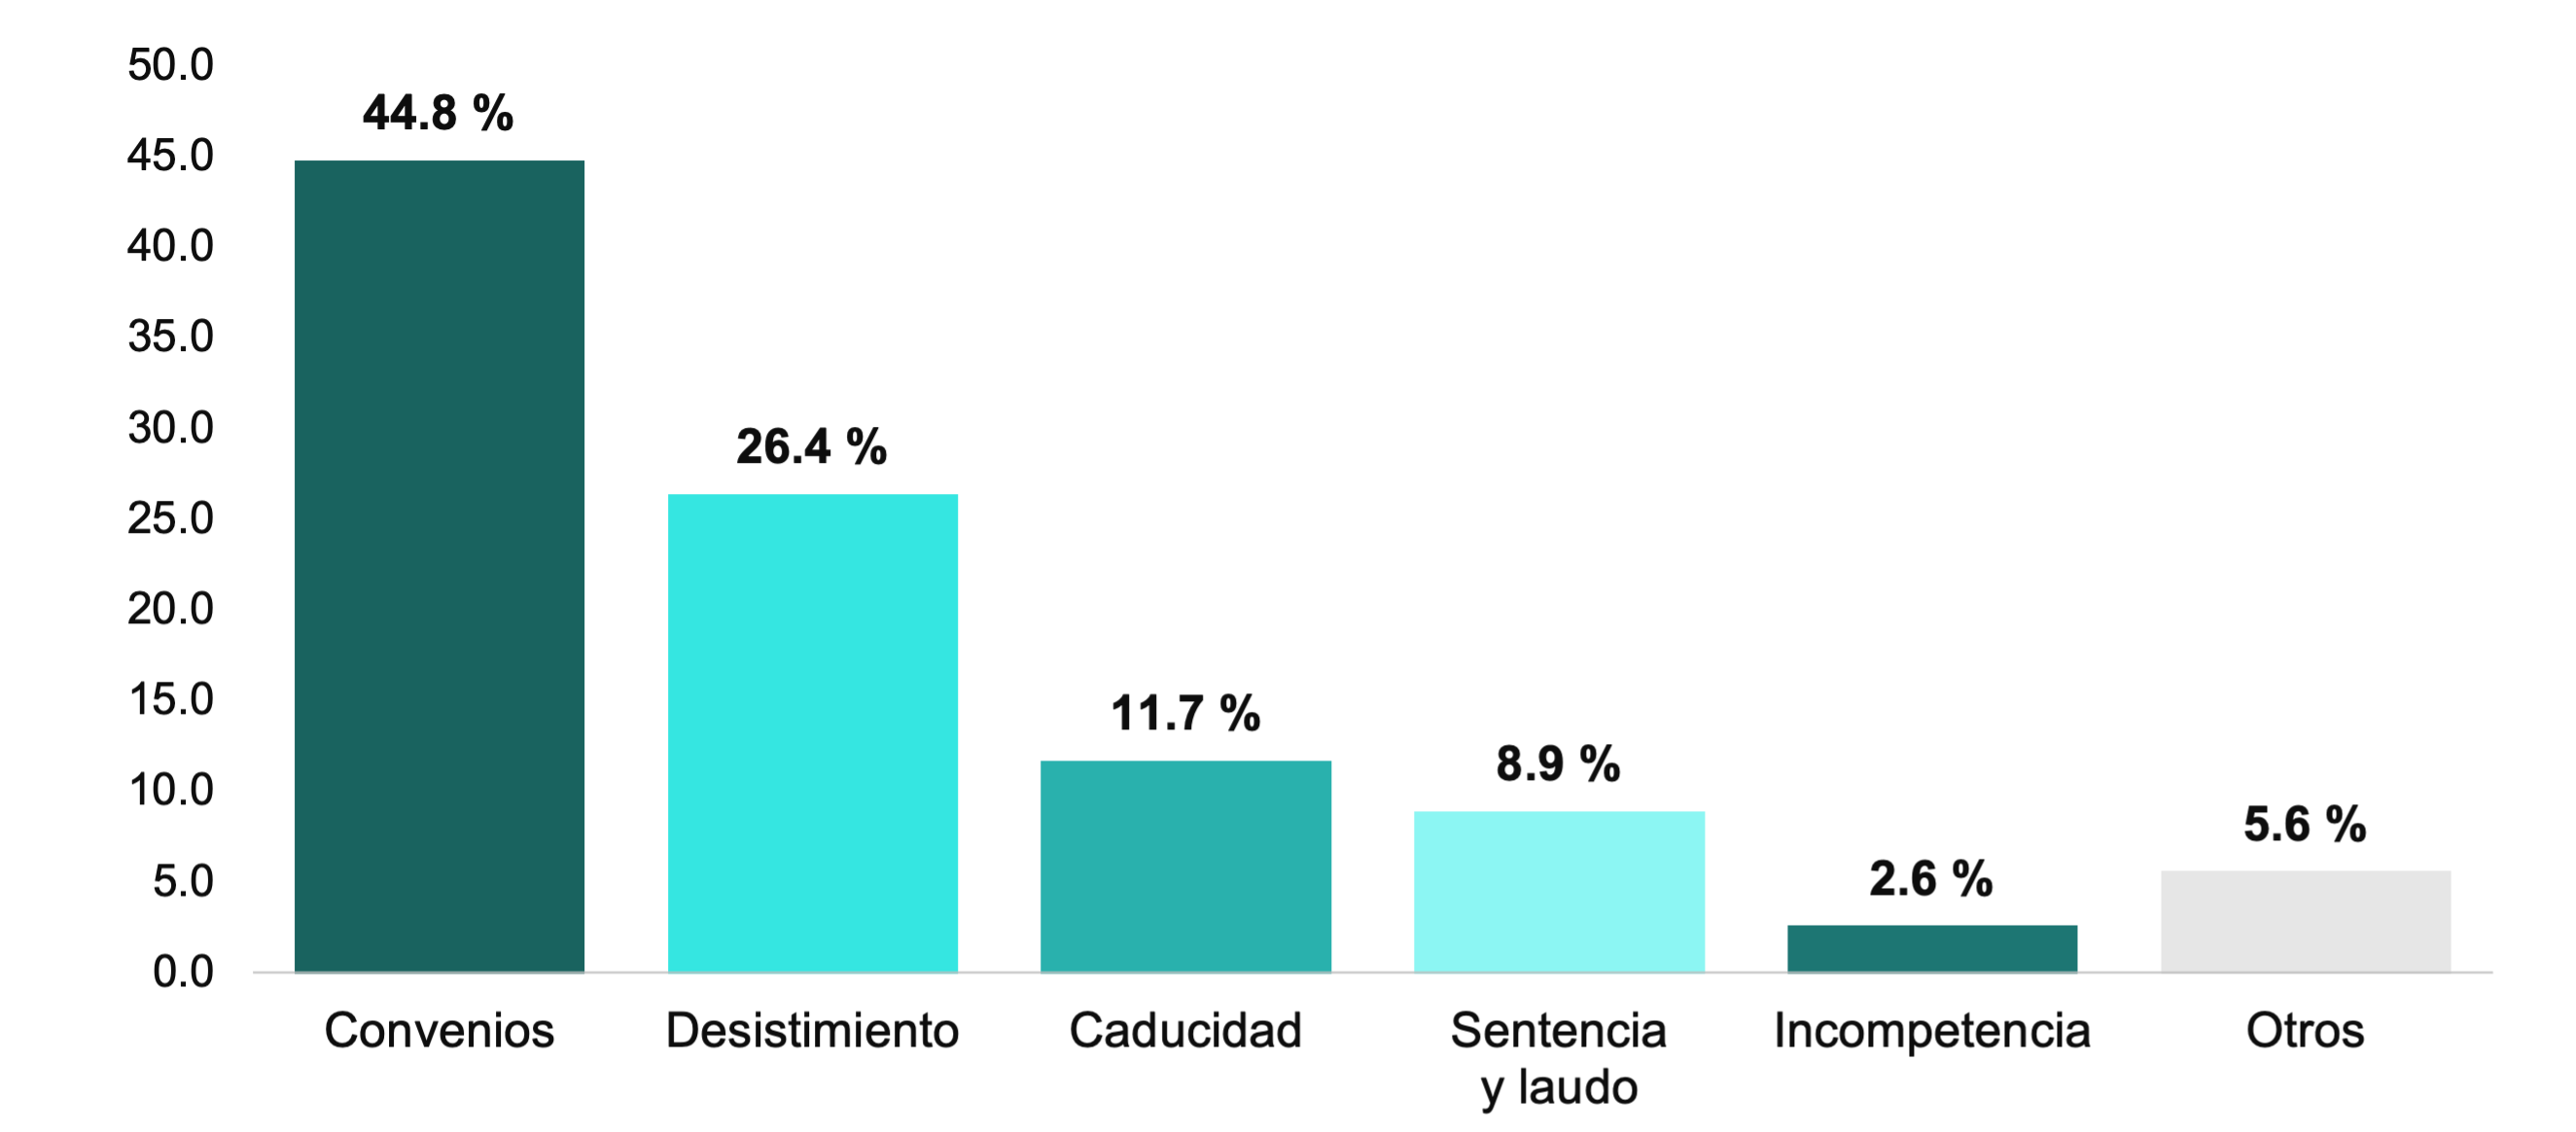 50.0
45.0
40.0
35.0
30.0
25.0
20.0
15.0
10.0
5.0
0.0
44.8 %
26.4 %
11.7 %
8.9 %
2.6 %
5.6 %
Convenios
Desistimiento
Caducidad
Sentencia
y laudo
Incompetencia
Otros